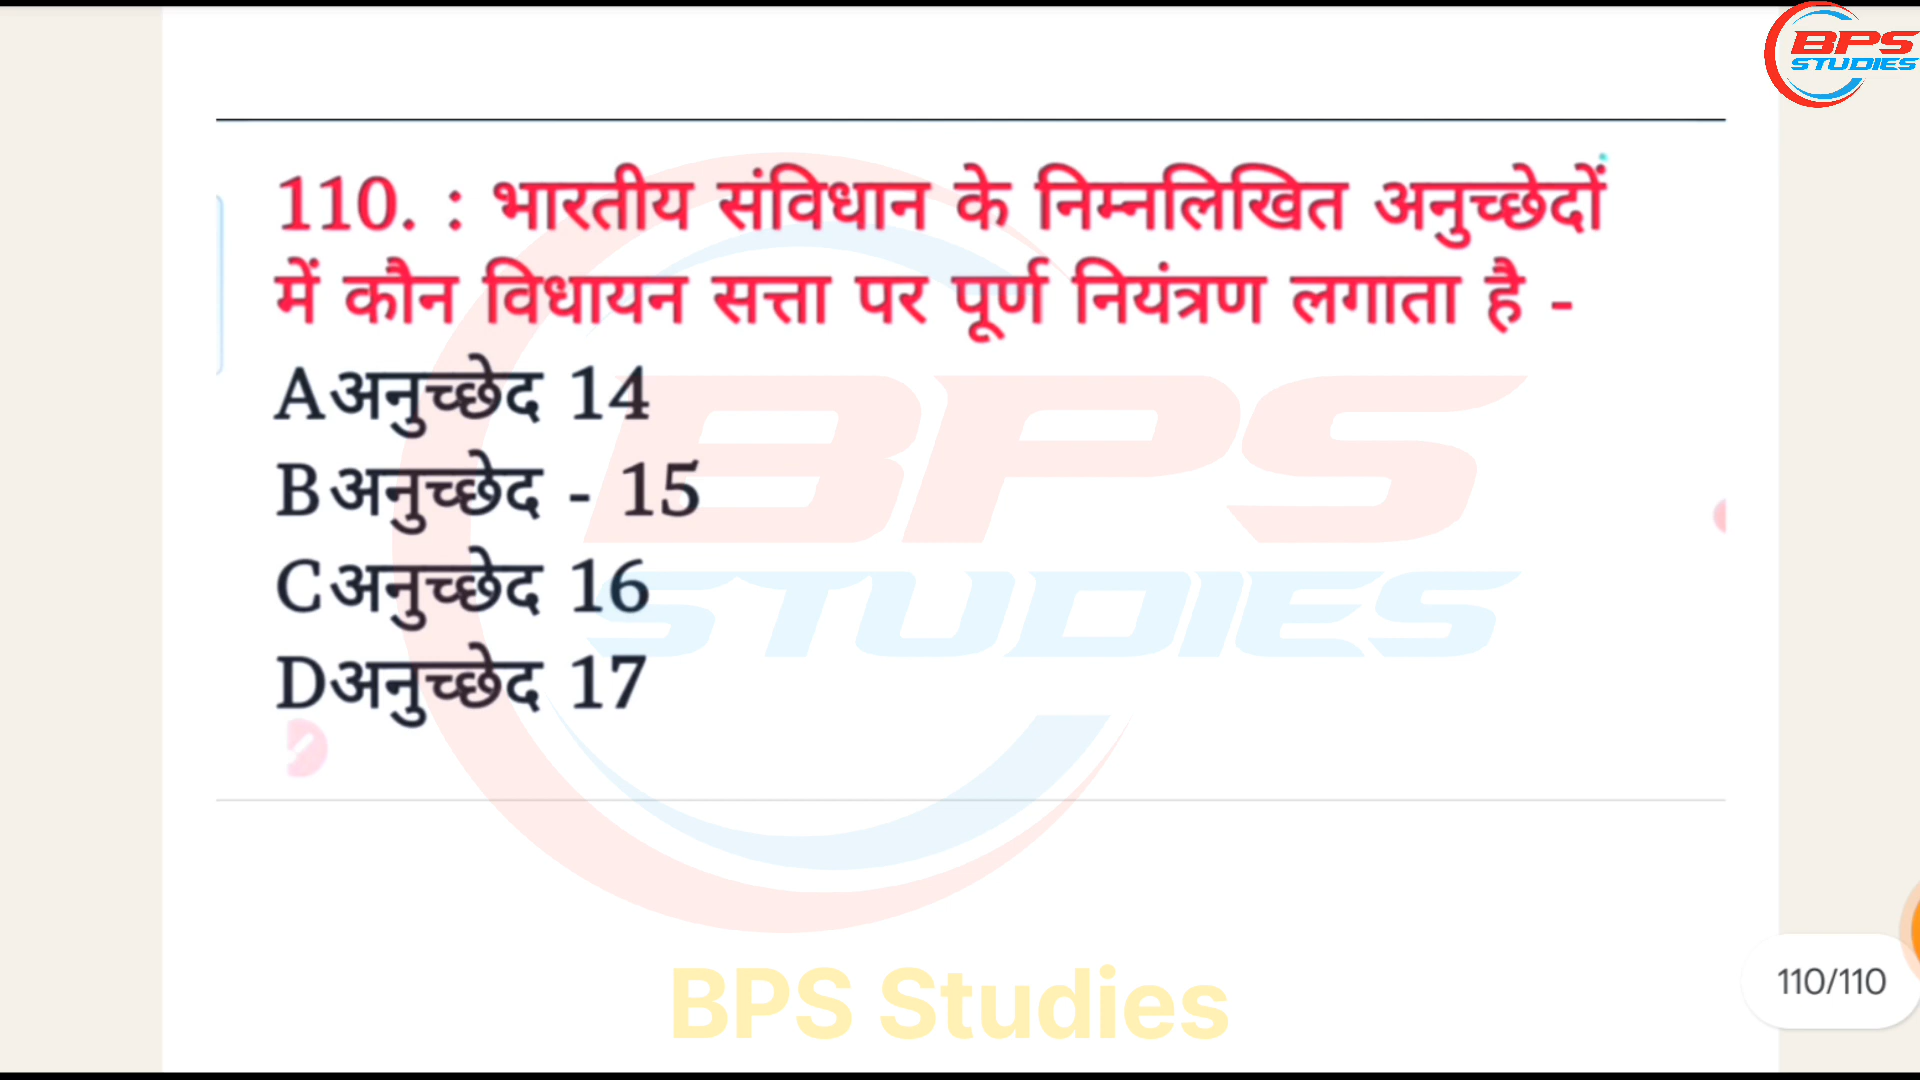 BPS
STUDIES
110. : भारतीय संविधान के निम्नलिखित अनुच्छेदों
में कौन विधायन सत्ता पर पूर्ण नियंत्रण लगाता है -
Aअनुच्छेद 14
Bअनुच्छेद - 15
Cअनुच्छेद 16
Dअनुच्छेद 17
BPS
STUDIES
BPS Studies
110/110